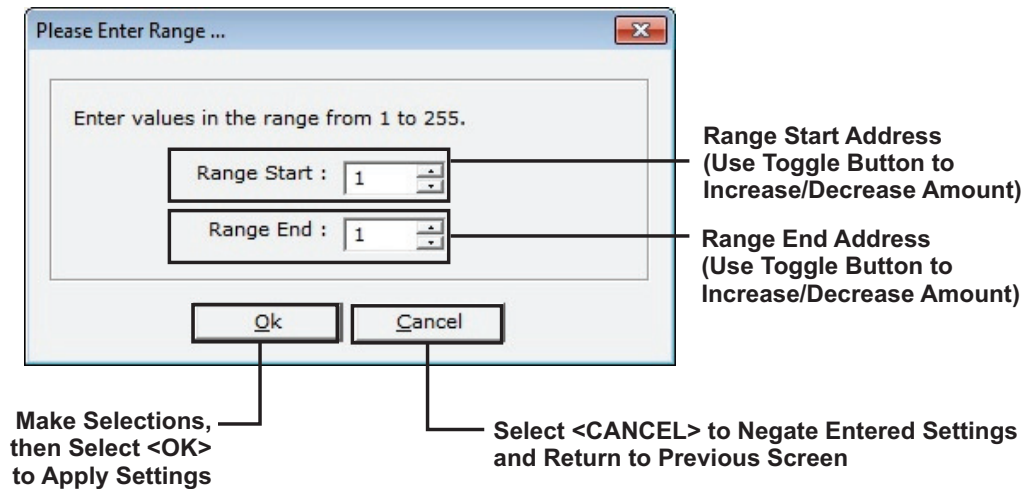 Please Enter Range ...
Enter values in the range from 1 to 255.
Range Start : 1
Range End : 1
Ok
Cancel
Range Start Address
(Use Toggle Button to
Increase/Decrease Amount)
Range End Address
(Use Toggle Button to
Increase/Decrease Amount)
Make Selections,
then Select <OK>
to Apply Settings
Select <CANCEL> to Negate Entered Settings
and Return to Previous Screen